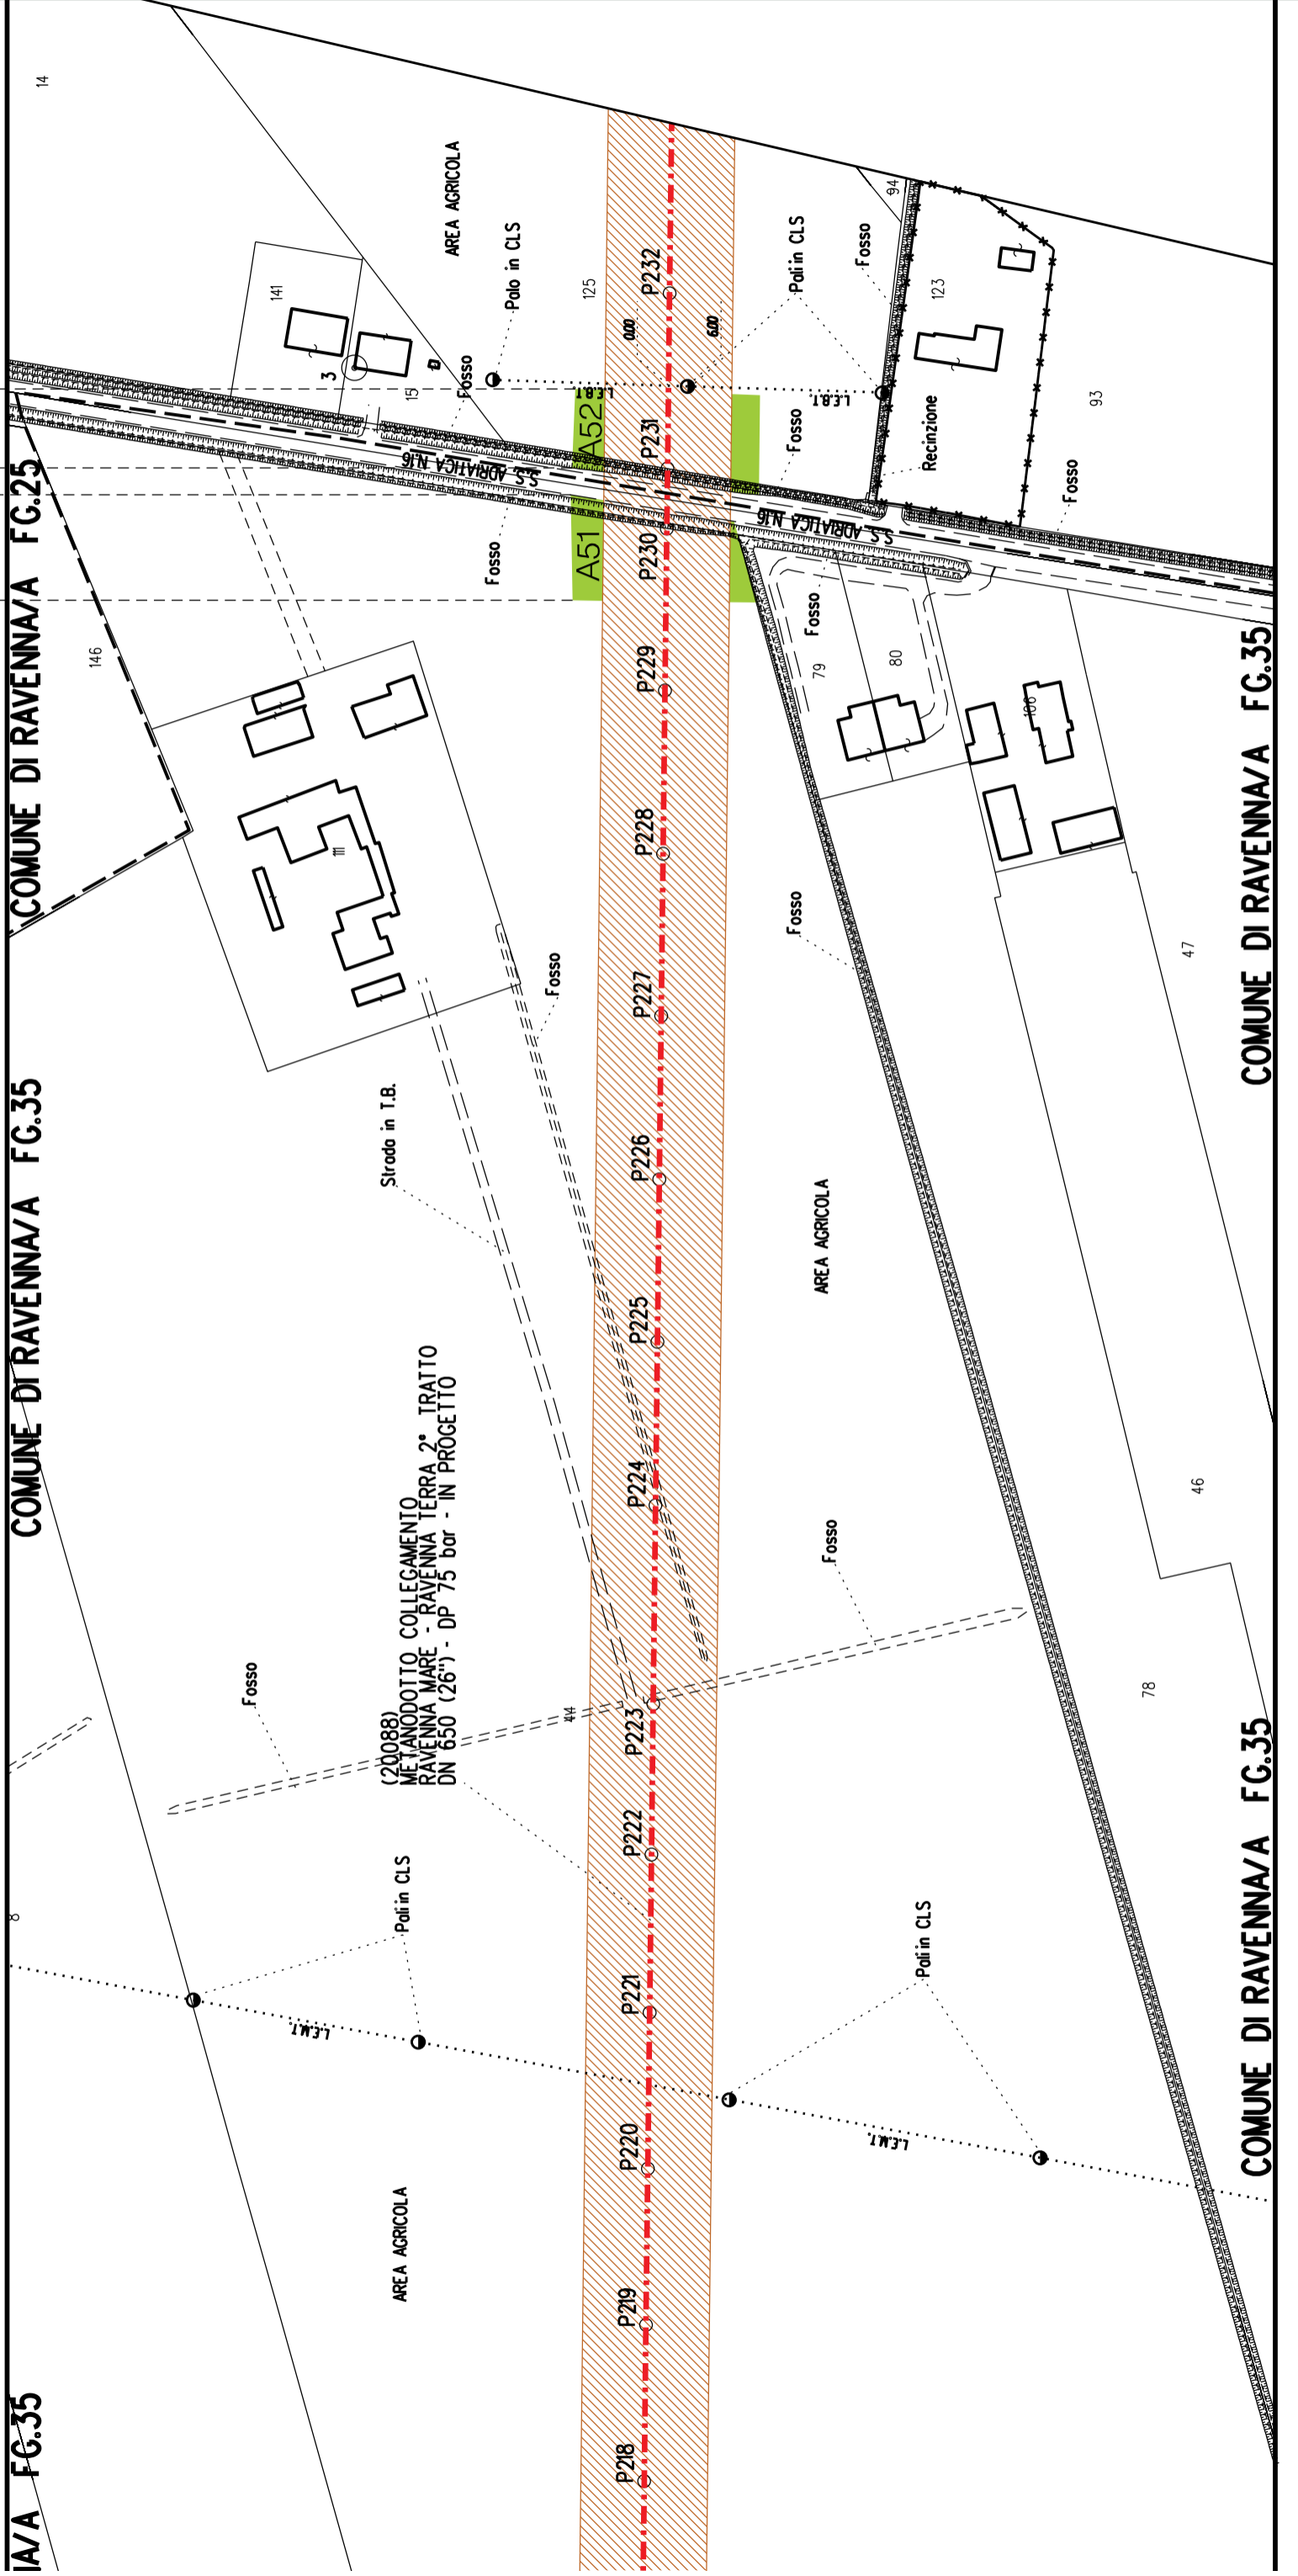 14
AREA AGRICOLA
94
Palo in CLS
Pali in CLS
Fosso
P232
141
125
123
0.00
6.00
3
15
Fosso
L.E.B.T.
L.E.B.T.
93
A52
P231
Fosso
Recinzione
S.S. ADRIATICA N.16
Fosso
COMUNE DI RAVENNA/A FG.25
S.S. ADRIATICA N.16
A51
P230
Fosso
Fosso
146
P229
79
80
COMUNE DI RAVENNA/A FG.35
106
111
P228
Fosso
47
Fosso
P227
COMUNE DI RAVENNA/A FG.35
Strada in T.B.
P226
AREA AGRICOLA
P225
(20088)
METANODOTTO COLLEGAMENTO
RAVENNA MARE - RAVENNA TERRA 2° TRATTO
DN 650 (26") - DP 75 bar - IN PROGETTO
P224
46
Fosso
Fosso
44
P223
78
P222
Pali in CLS
8
Pali in CLS
P221
L.E.M.T.
COMUNE DI RAVENNA/A FG.35
L.E.M.T.
P220
AREA AGRICOLA
P219
P218
NA/A FG.35